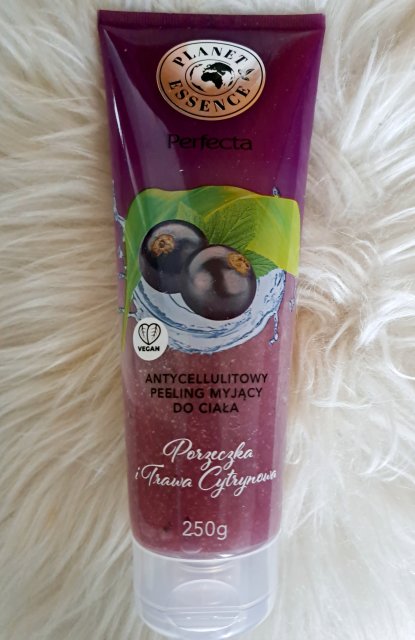 PLANET
ESSENCE
Perfecta
VEGAN
ANTYCELLULITOWY
PEELING MYJĄCY
DO CIAŁA
Porzeczka
i Trawa Cytrynowa
250g